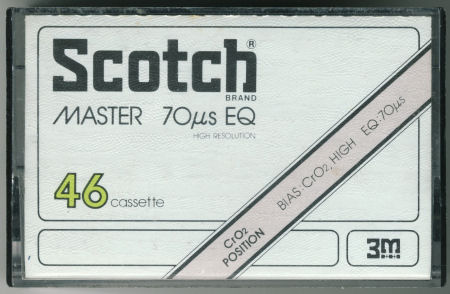 Scotch®
BRAND
MASTER 70µs EQ
HIGH RESOLUTION
46 cassette
CrO2
POSITION
BIAS:CrO2, HIGH EQ:70µs
3M